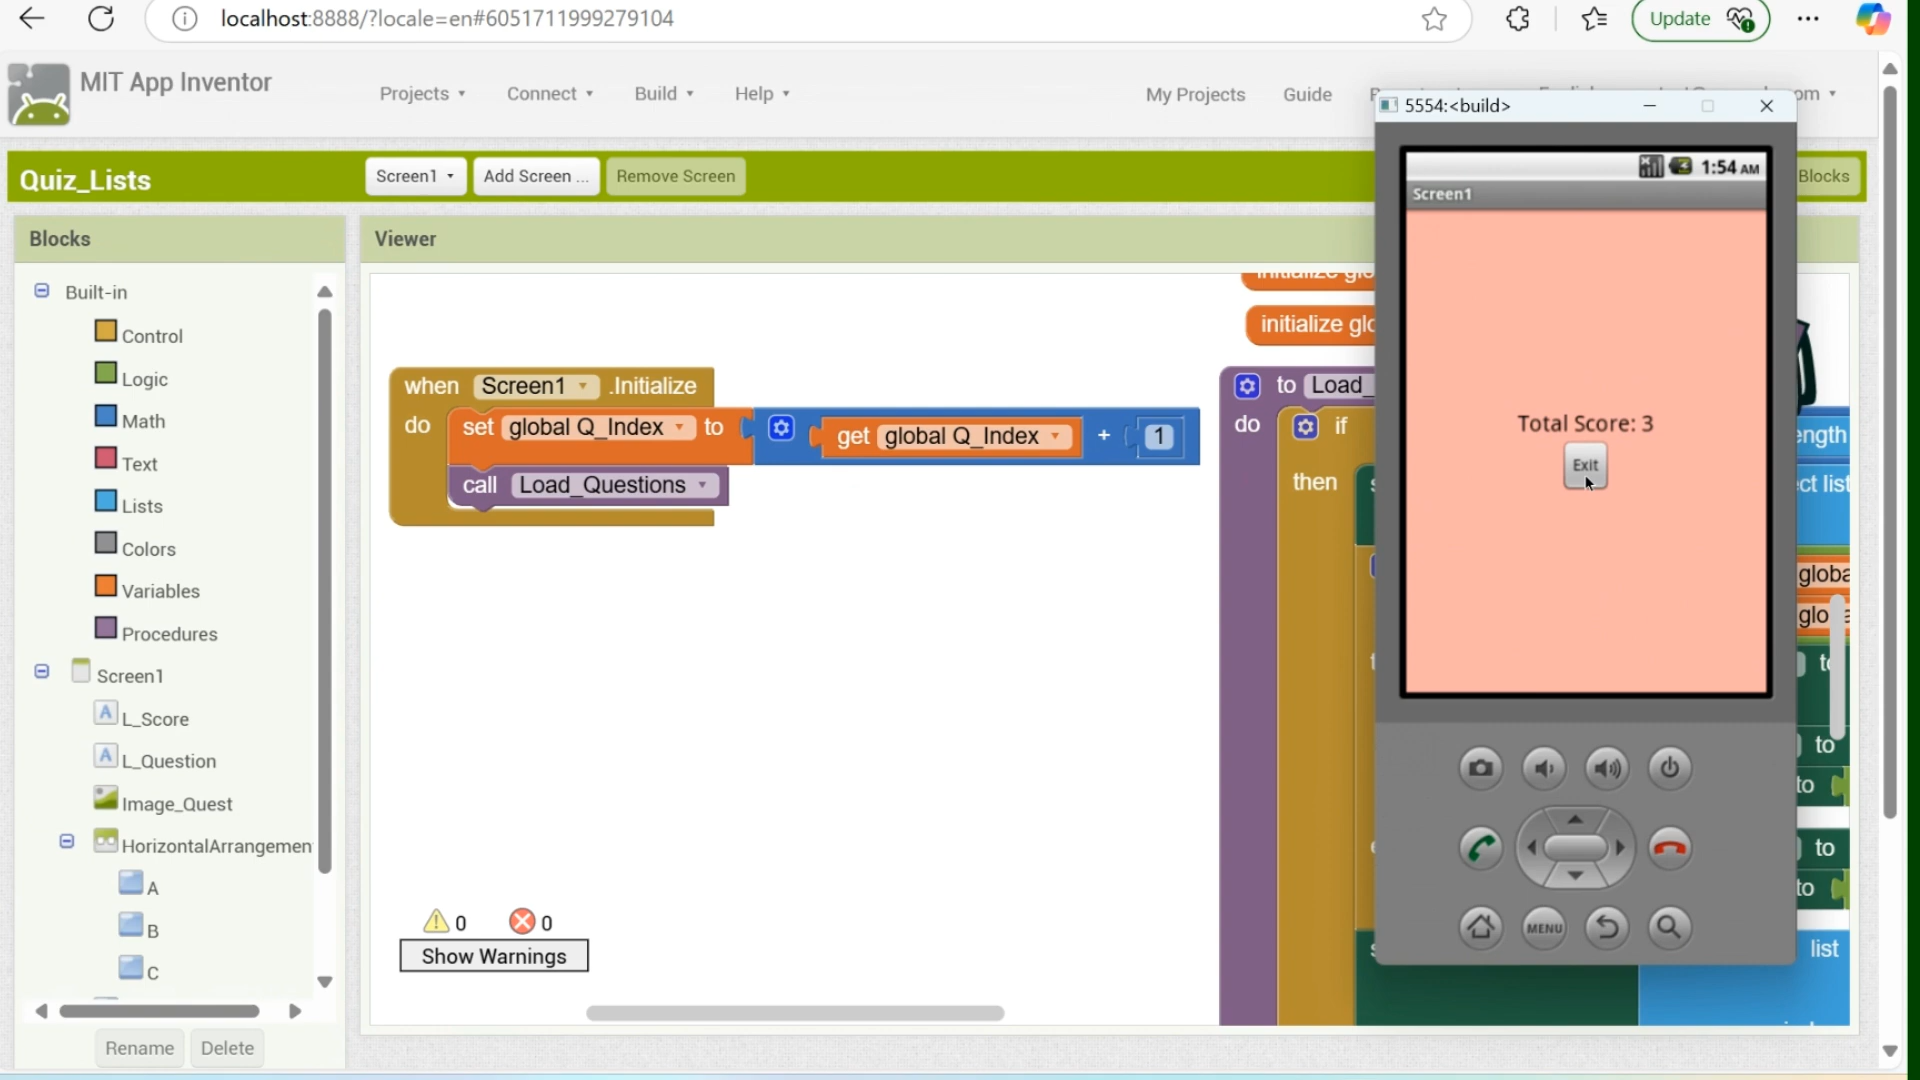 localhost:8888/?locale=en#6051711999279104
Update
MIT App Inventor
Projects
Connect
Build
Help
My Projects
Guide
om
5554:<build>
Quiz_Lists
Screen1
Add Screen ...
Remove Screen
Blocks
1:54 AM
Screen1
Blocks
Viewer
Built-in
Control
Logic
Math
Text
Lists
Colors
Variables
Procedures
Screen1
L_Score
L_Question
Image_Quest
HorizontalArrangemen
A
B
C
Rename
Delete
when Screen1 .Initialize
do set global Q_Index to get global Q_Index + 1
call Load_Questions
initialize glo
to Load_
do if
then
Total Score: 3
Exit
ength
ct list
globa
glo
to
to
to
to
list
MENU
0 0
Show Warnings